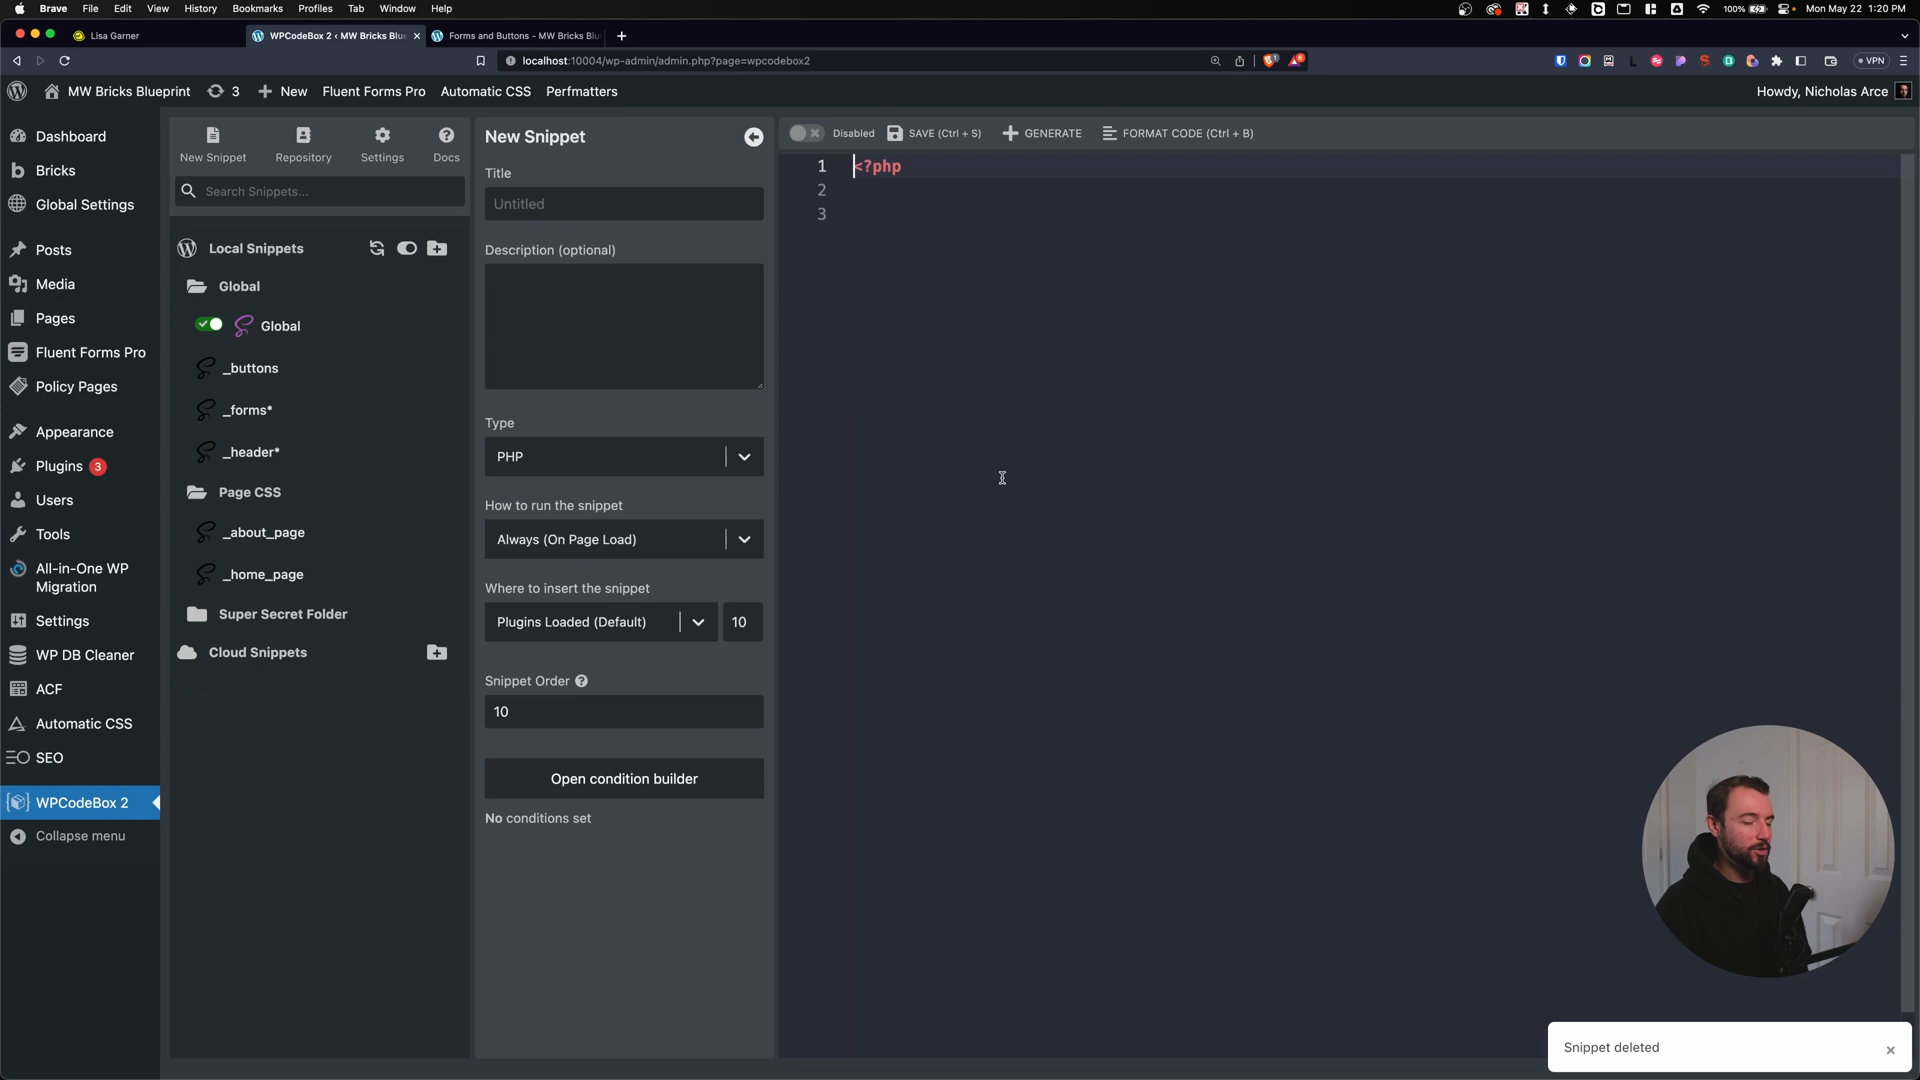 Brave File Edit View History Bookmarks Profiles Tab Window Help
100% Mon May 22 1:20 PM
Lisa Garner
WPCodeBox 2 ‹ MW Bricks Blue
Forms and Buttons - MW Bricks Blu
localhost:10004/wp-admin/admin.php?page=wpcodebox2
VPN
MW Bricks Blueprint 3 New Fluent Forms Pro Automatic CSS Perfmatters
Howdy, Nicholas Arce
Dashboard
Bricks
Global Settings
Posts
Media
Pages
Fluent Forms Pro
Policy Pages
Appearance
Plugins 3
Users
Tools
All-in-One WP
Migration
Settings
WP DB Cleaner
ACF
Automatic CSS
SEO
WPCodeBox 2
Collapse menu
New Snippet Repository Settings Docs
Search Snippets...
Local Snippets
Global
Global
_buttons
_forms*
_header*
Page CSS
_about_page
_home_page
Super Secret Folder
Cloud Snippets
New Snippet
Title
Untitled
Description (optional)
Type
PHP
How to run the snippet
Always (On Page Load)
Where to insert the snippet
Plugins Loaded (Default) 10
Snippet Order
10
Open condition builder
No conditions set
Disabled SAVE (Ctrl + S) GENERATE FORMAT CODE (Ctrl + B)
1 <?php
2
3
Snippet deleted